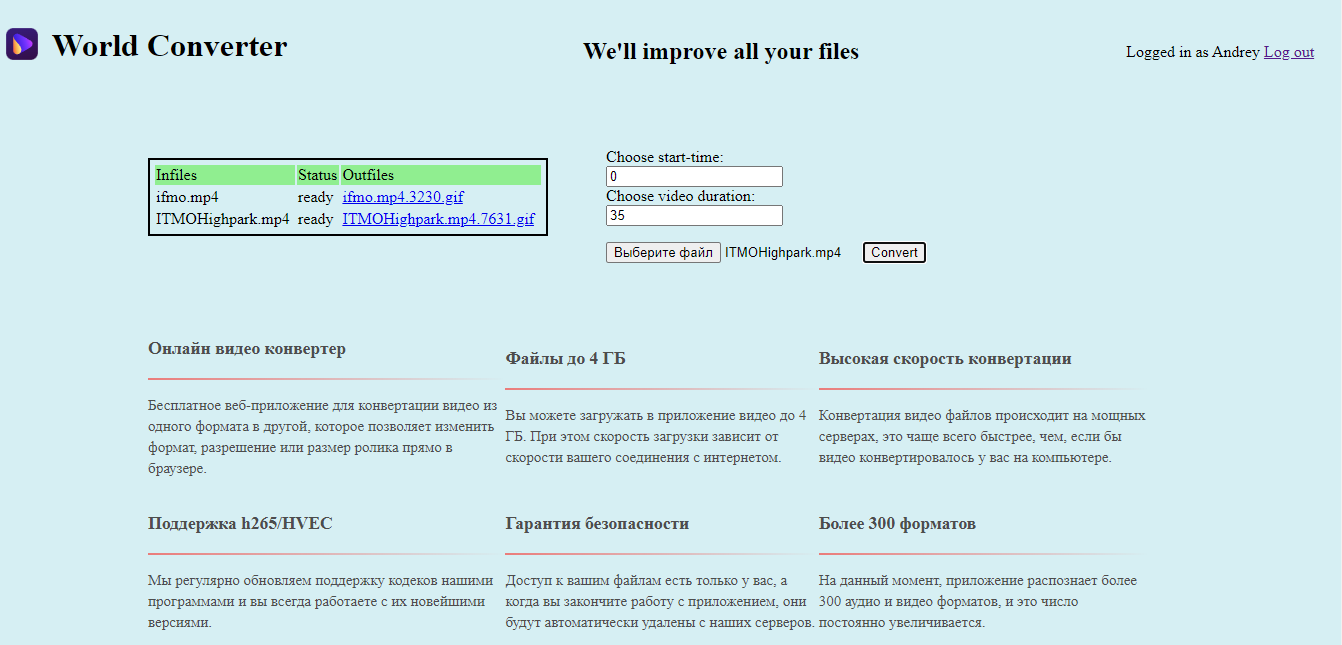 World Converter
We'll improve all your files
Logged in as Andrey Log out
Infiles Status Outfiles
ifmo.mp4 ready ifmo.mp4.3230.gif
ITMOHighpark.mp4 ready ITMOHighpark.mp4.7631.gif
Choose start-time:
0
Choose video duration:
35
Выберите файл ITMOHighpark.mp4 Convert
Онлайн видео конвертер
Бесплатное веб-приложение для конвертации видео из
одного формата в другой, которое позволяет изменить
формат, разрешение или размер ролика прямо в
браузере.
Файлы до 4 ГБ
Вы можете загружать в приложение видео до 4
ГБ. При этом скорость загрузки зависит от
скорости вашего соединения с интернетом.
Высокая скорость конвертации
Конвертация видео файлов происходит на мощных
серверах, это чаще всего быстрее, чем, если бы
видео конвертировалось у вас на компьютере.
Поддержка h265/HVEC
Мы регулярно обновляем поддержку кодеков нашими
программами и вы всегда работаете с их новейшими
версиями.
Гарантия безопасности
Доступ к вашим файлам есть только у вас, а
когда вы закончите работу с приложением, они
будут автоматически удалены с наших серверов.
Более 300 форматов
На данный момент, приложение распознает более
300 аудио и видео форматов, и это число
постоянно увеличивается.